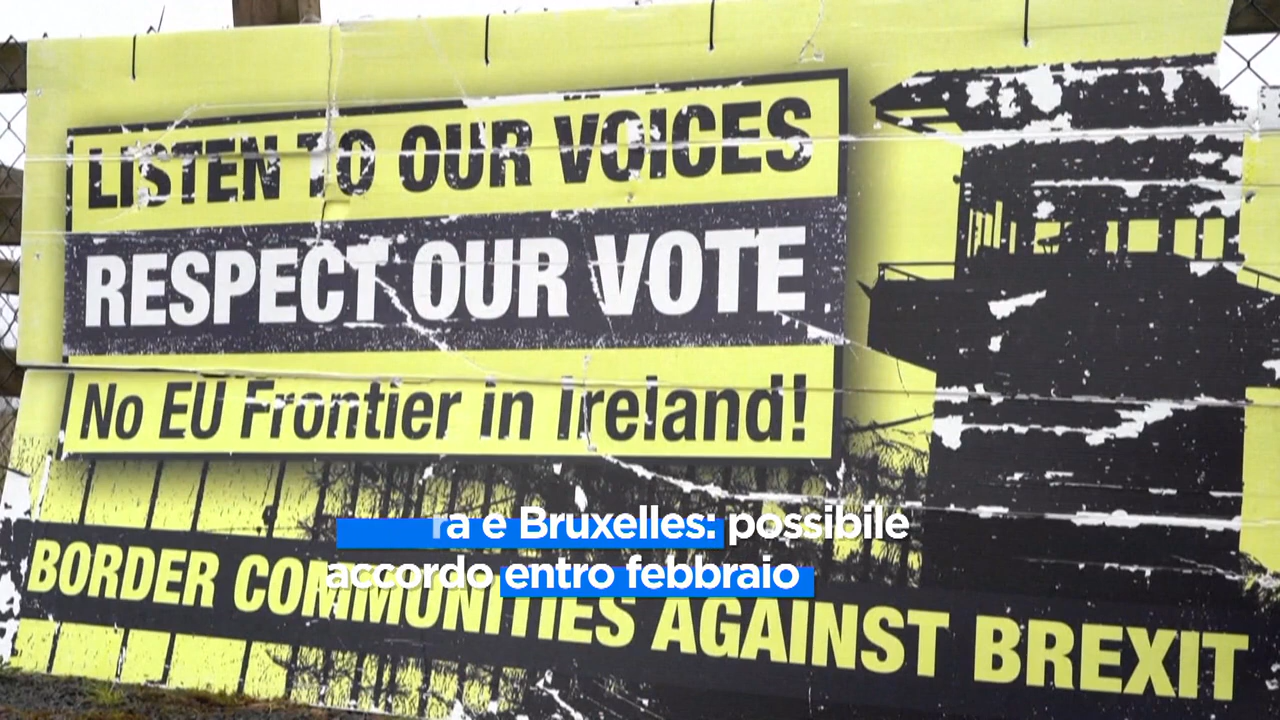 LISTEN TO OUR VOICES
RESPECT OUR VOTE
No EU Frontier in Ireland!
e Bruxelles: possibile
accordo entro febbraio
BORDER COMMUNITIES AGAINST BREXIT